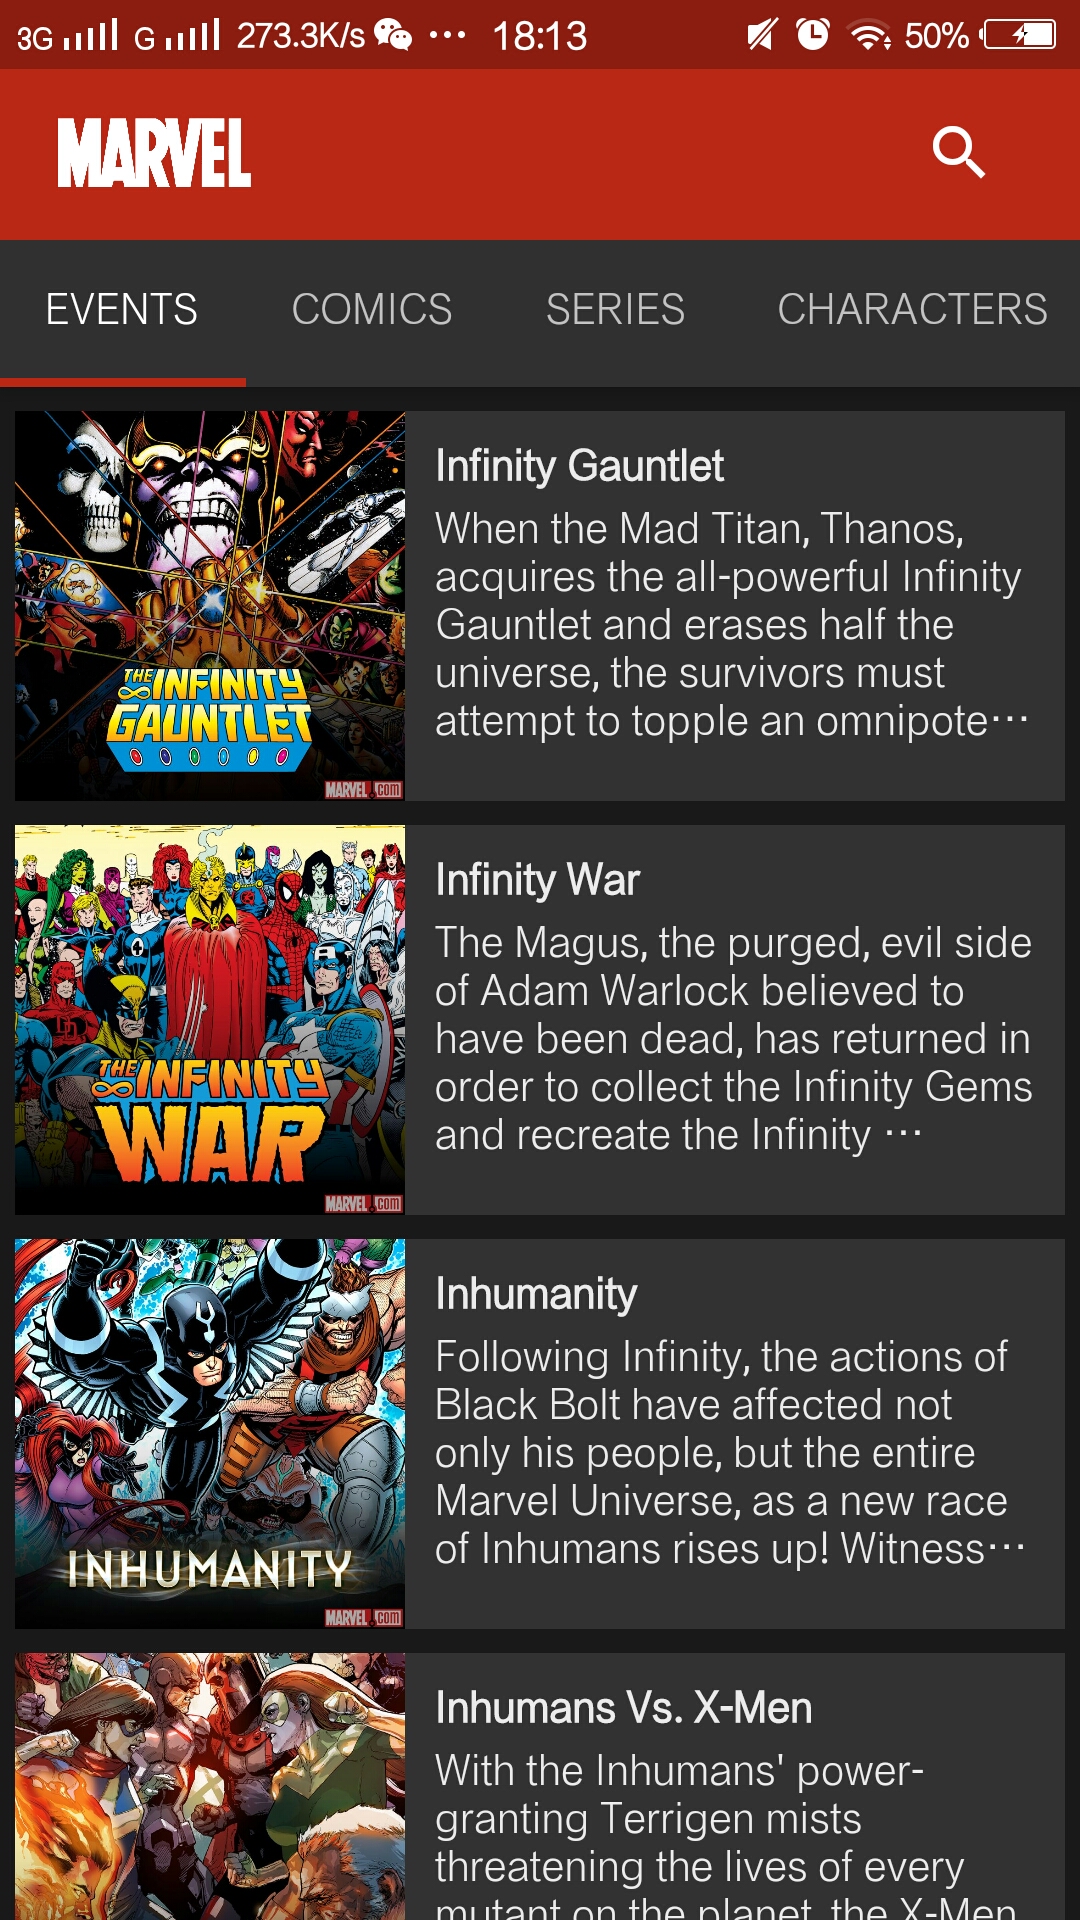 3G G 273.3K/s ··· 18:13 50%
MARVEL
EVENTS COMICS SERIES CHARACTERS
THE INFINITY
GAUNTLET
MARVEL.COM
Infinity Gauntlet
When the Mad Titan, Thanos,
acquires the all-powerful Infinity
Gauntlet and erases half the
universe, the survivors must
attempt to topple an omnipote···
THE INFINITY
WAR
MARVEL.COM
Infinity War
The Magus, the purged, evil side
of Adam Warlock believed to
have been dead, has returned in
order to collect the Infinity Gems
and recreate the Infinity ···
INHUMANITY
MARVEL.COM
Inhumanity
Following Infinity, the actions of
Black Bolt have affected not
only his people, but the entire
Marvel Universe, as a new race
of Inhumans rises up! Witness···
Inhumans Vs. X-Men
With the Inhumans' power-
granting Terrigen mists
threatening the lives of every
mutant on the planet, the X-Men